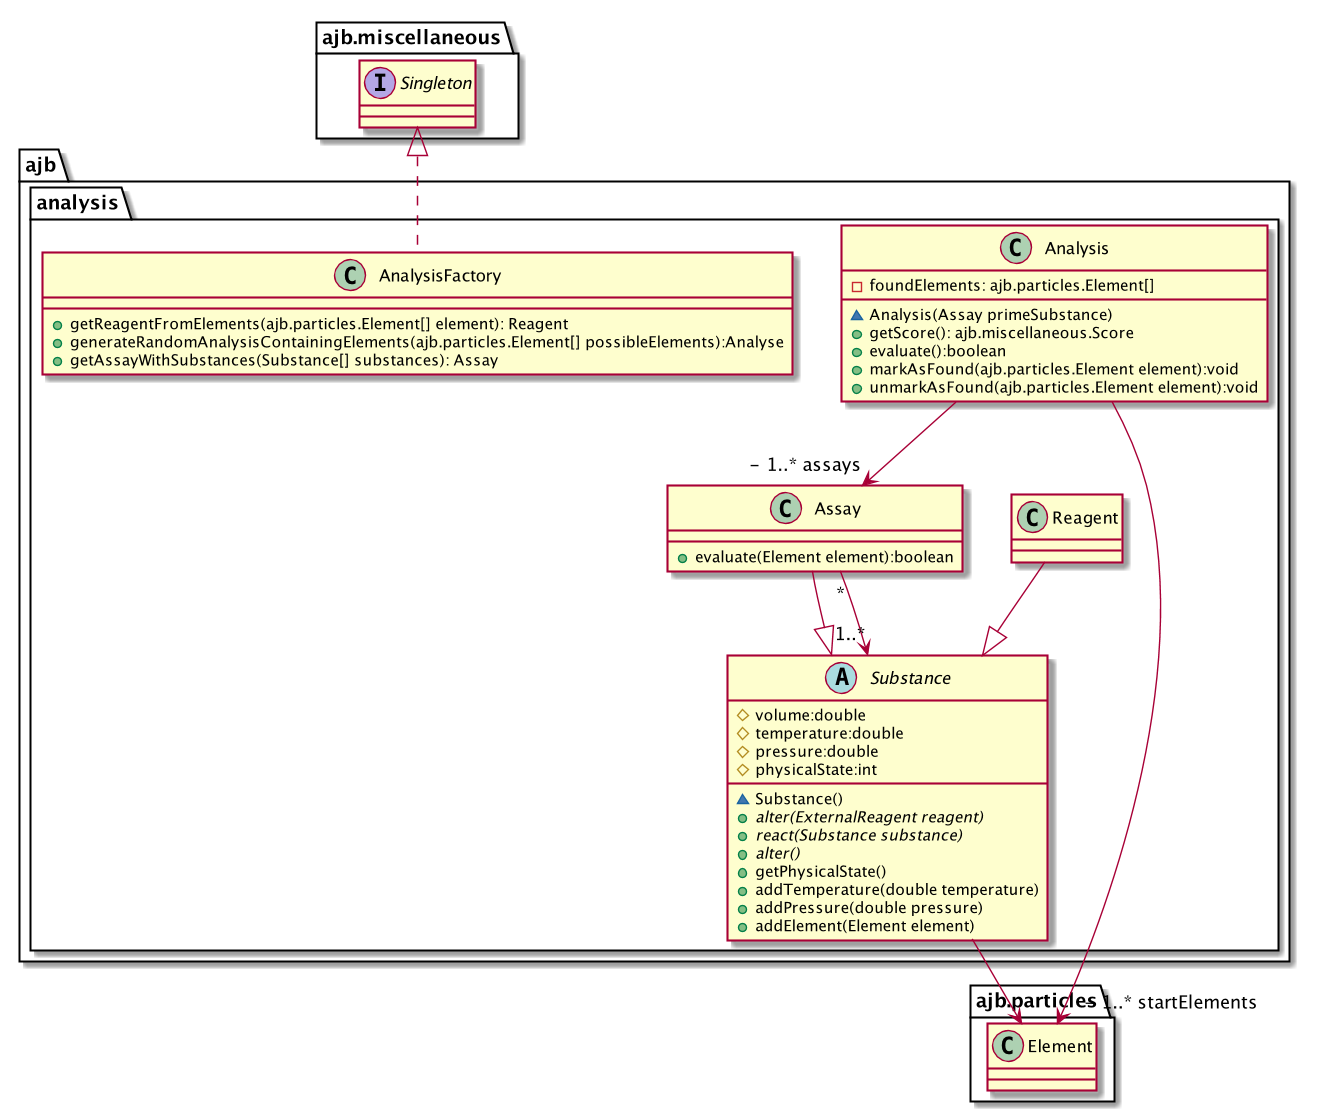 ajb.miscellaneous
I Singleton
ajb
analysis
C AnalysisFactory
getReagentFromElements(ajb.particles.Element[] element): Reagent
generateRandomAnalysisContainingElements(ajb.particles.Element[] possibleElements):Analyse
getAssayWithSubstances(Substance[] substances): Assay
C Analysis
foundElements: ajb.particles.Element[]
Analysis(Assay primeSubstance)
getScore(): ajb.miscellaneous.Score
evaluate():boolean
markAsFound(ajb.particles.Element element):void
unmarkAsFound(ajb.particles.Element element):void
- 1..* assays
C Assay
evaluate(Element element):boolean
C Reagent
*
1..*
A Substance
volume:double
temperature:double
pressure:double
physicalState:int
Substance()
alter(ExternalReagent reagent)
react(Substance substance)
alter()
getPhysicalState()
addTemperature(double temperature)
addPressure(double pressure)
addElement(Element element)
ajb.particles
1..* startElements
C Element